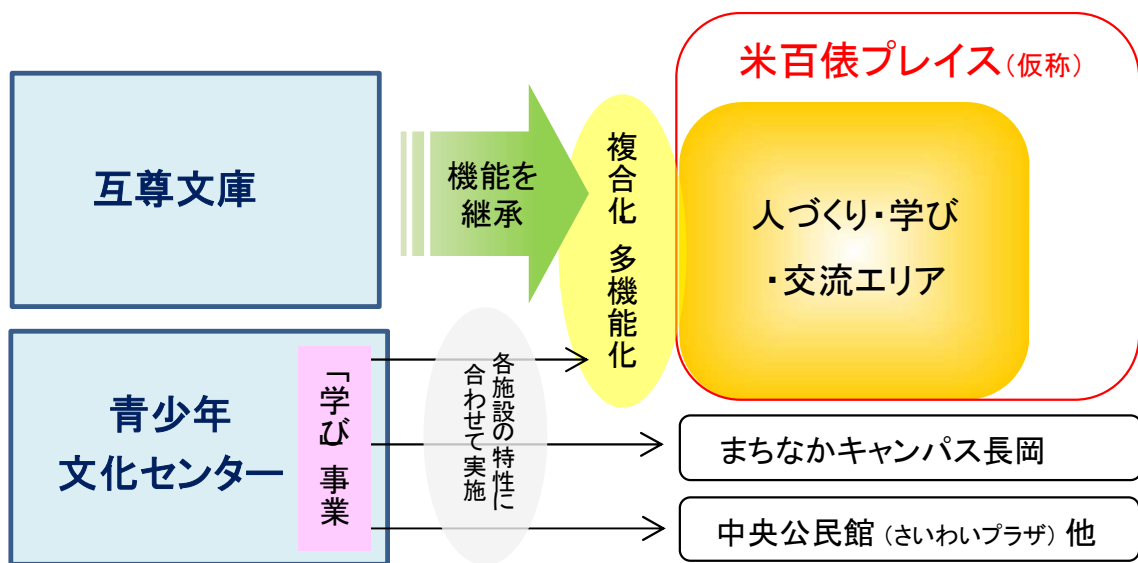 互尊文庫
機能を
継承
複合化・多機能化
米百俵プレイス(仮称)
人づくり・学び
・交流エリア
青少年
文化センター
「学び」事業
各施設の特性に
合わせて実施
まちなかキャンパス長岡
中央公民館(さいわいプラザ)他